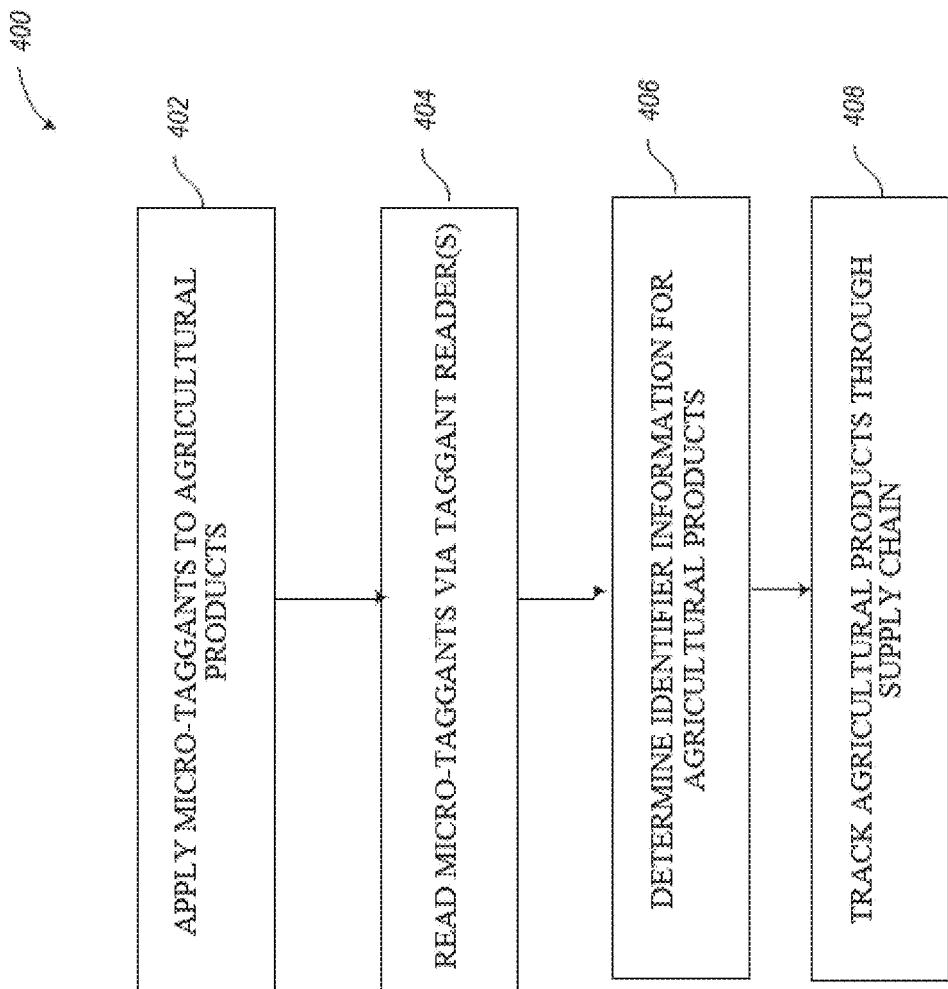 400
402
APPLY MICRO-TAGGANTS TO AGRICULTURAL
PRODUCTS
404
READ MICRO-TAGGANTS VIA TAGGANT READER(S)
406
DETERMINE IDENTIFIER INFORMATION FOR
AGRICULTURAL PRODUCTS
408
TRACK AGRICULTURAL PRODUCTS THROUGH
SUPPLY CHAIN